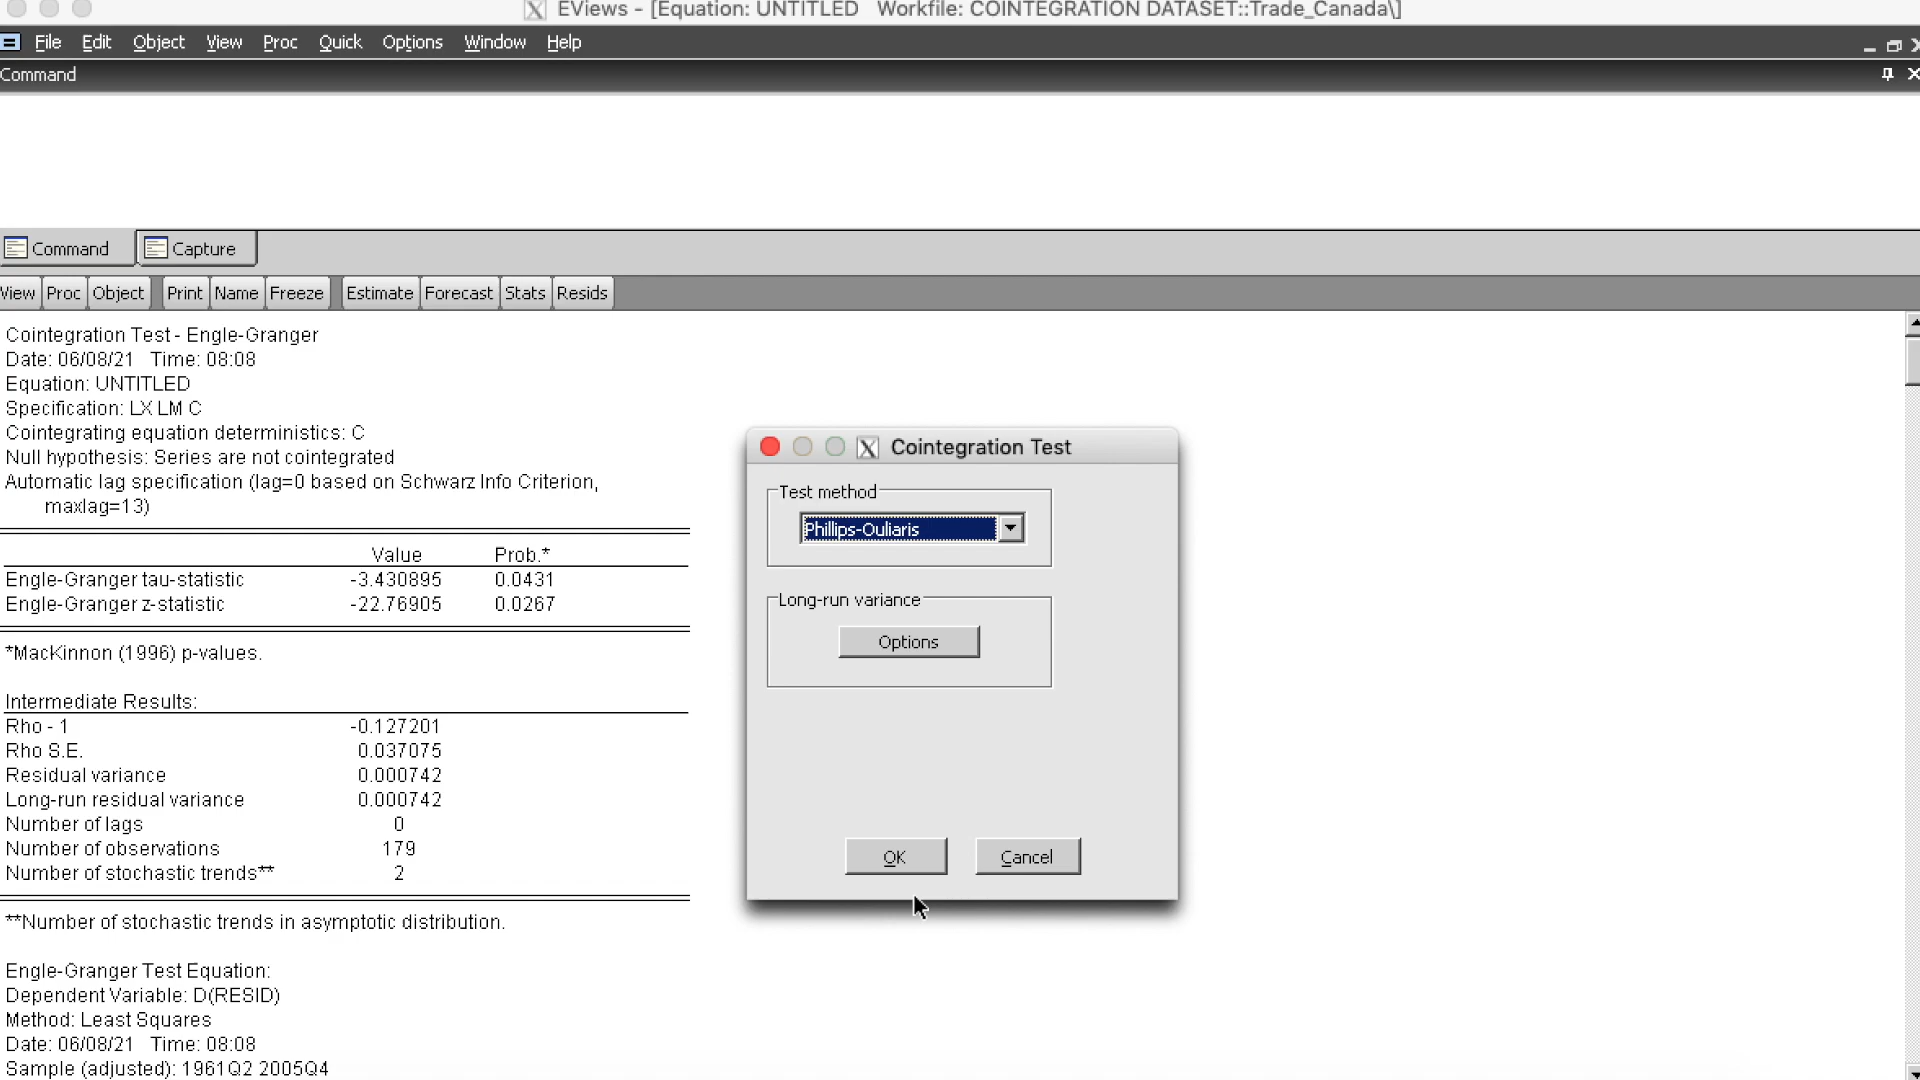 EViews - [Equation: UNTITLED   Workfile: COINTEGRATION DATASET::Trade_Canada\]
File Edit Object View Proc Quick Options Window Help
Command
Command Capture
View Proc Object Print Name Freeze Estimate Forecast Stats Resids
Cointegration Test - Engle-Granger
Date: 06/08/21   Time: 08:08
Equation: UNTITLED
Specification: LX LM C
Cointegrating equation deterministics: C
Null hypothesis: Series are not cointegrated
Automatic lag specification (lag=0 based on Schwarz Info Criterion,
maxlag=13)
Value Prob.*
Engle-Granger tau-statistic -3.430895 0.0431
Engle-Granger z-statistic -22.76905 0.0267
*MacKinnon (1996) p-values.
Intermediate Results:
Rho - 1 -0.127201
Rho S.E. 0.037075
Residual variance 0.000742
Long-run residual variance 0.000742
Number of lags 0
Number of observations 179
Number of stochastic trends** 2
**Number of stochastic trends in asymptotic distribution.
Engle-Granger Test Equation:
Dependent Variable: D(RESID)
Method: Least Squares
Date: 06/08/21   Time: 08:08
Sample (adjusted): 1961Q2 2005Q4
Cointegration Test
Test method
Phillips-Ouliaris
Long-run variance
Options
OK Cancel